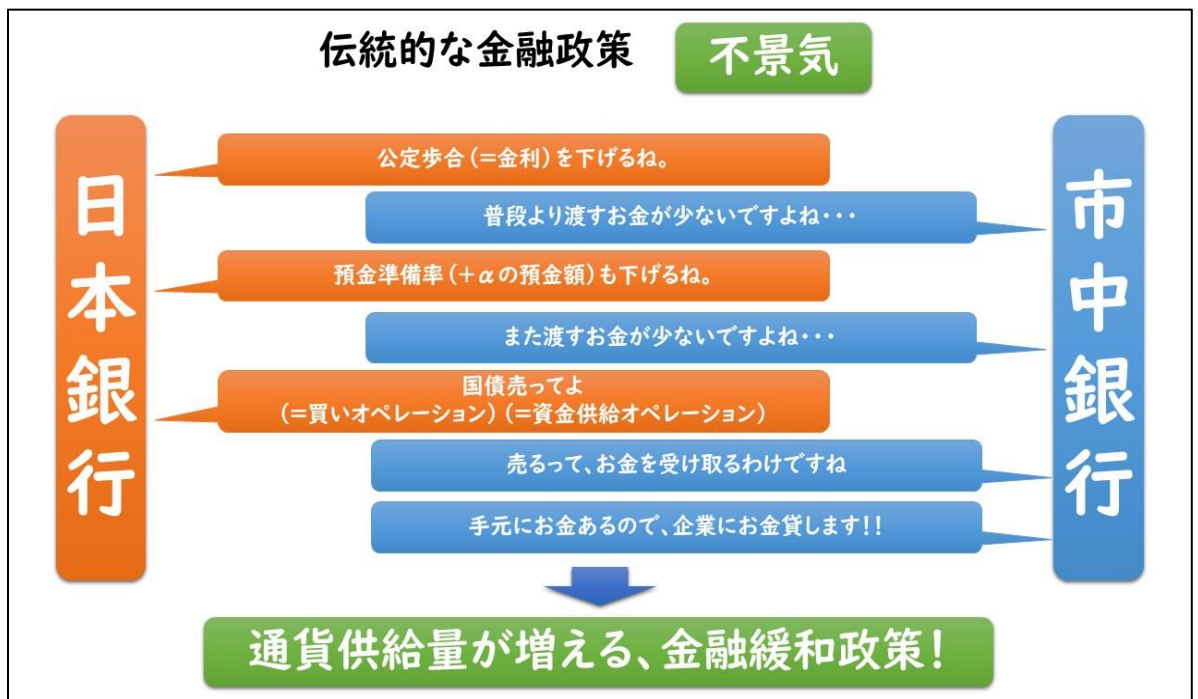 伝統的な金融政策
不景気
日本銀行
市中銀行
公定歩合(=金利)を下げるね。
普段より渡すお金が少ないですよね・・・
預金準備率(+αの預金額)も下げるね。
また渡すお金が少ないですよね・・・
国債売ってよ
(=買いオペレーション)(=資金供給オペレーション)
売るって、お金を受け取るわけですね
手元にお金あるので、企業にお金貸します!!
通貨供給量が増える、金融緩和政策!